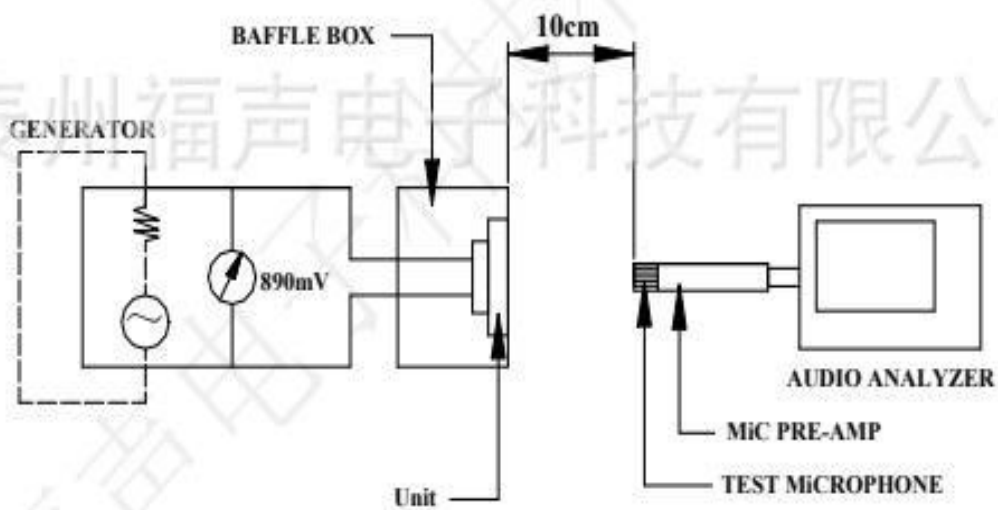 10cm
BAFFLE BOX
州福声电子科技有限公
GENERATOR
890mV
AUDIO ANALYZER
MiC PRE-AMP
TEST MiCROPHONE
Unit